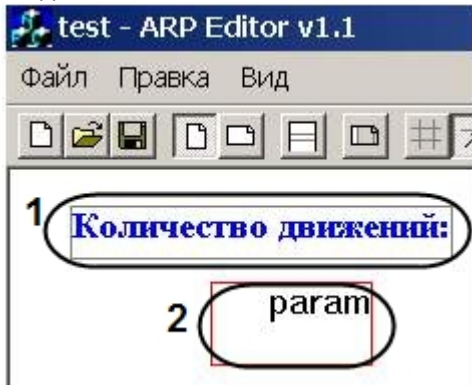 test - ARP Editor v1.1
Файл Правка Вид
1 Количество движений:
2 param